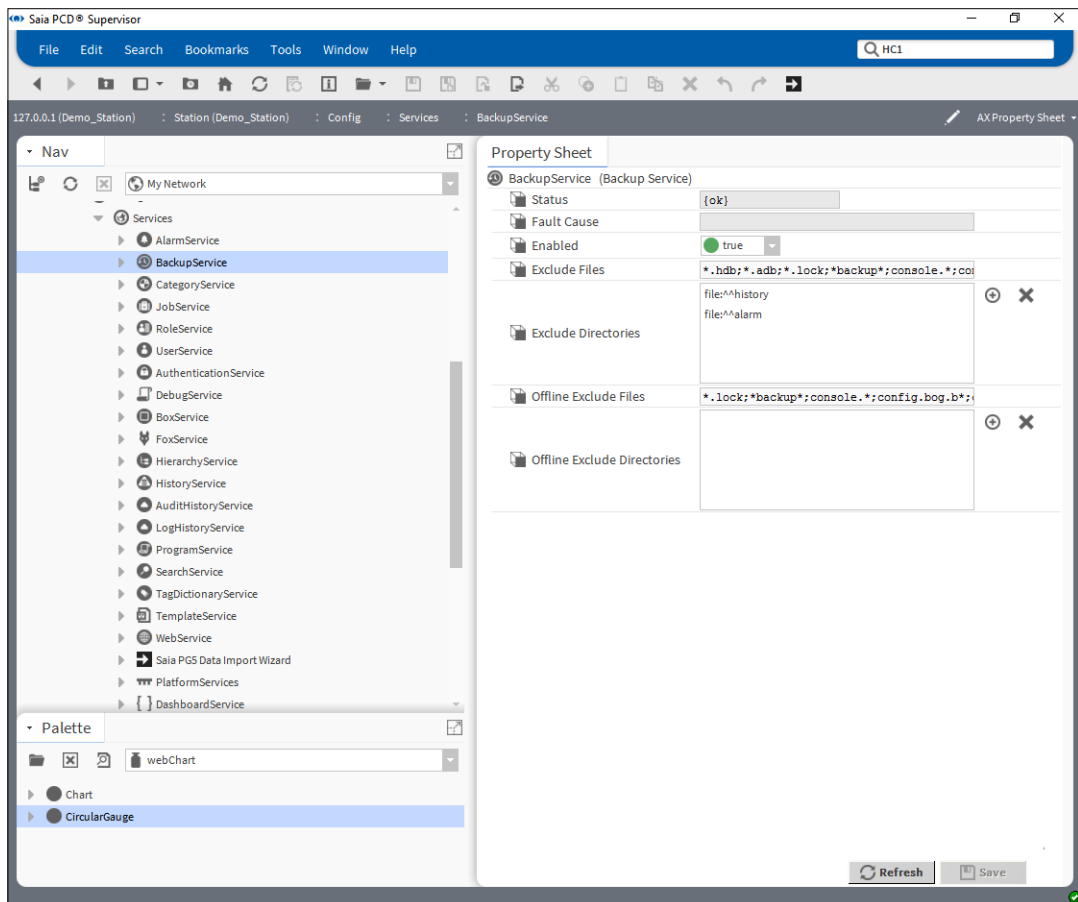 Saia PCD® Supervisor
File Edit Search Bookmarks Tools Window Help
HC1
127.0.0.1 (Demo_Station) : Station (Demo_Station) : Config : Services : BackupService
AX Property Sheet
Nav
My Network
Services
AlarmService
BackupService
CategoryService
JobService
RoleService
UserService
AuthenticationService
DebugService
BoxService
FoxService
HierarchyService
HistoryService
AuditHistoryService
LogHistoryService
ProgramService
SearchService
TagDictionaryService
TemplateService
WebService
Saia PG5 Data Import Wizard
PlatformServices
DashboardService
Palette
webChart
Chart
CircularGauge
Property Sheet
BackupService (Backup Service)
Status {ok}
Fault Cause
Enabled true
Exclude Files *.hdb;*.adb;*.lock;*backup*;console.*;
Exclude Directories
file:^^history
file:^^alarm
Offline Exclude Files *.lock;*backup*;console.*;config.bog.b*;
Offline Exclude Directories
Refresh Save